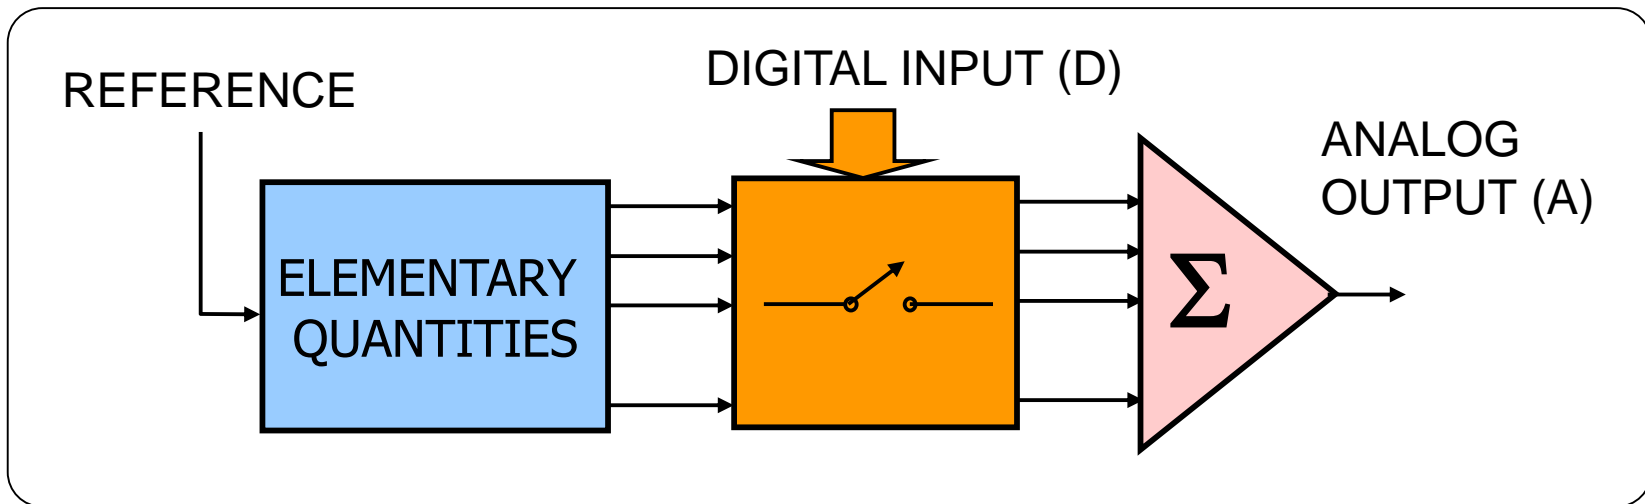 REFERENCE
DIGITAL INPUT (D)
ANALOG
OUTPUT (A)
ELEMENTARY
QUANTITIES
Σ